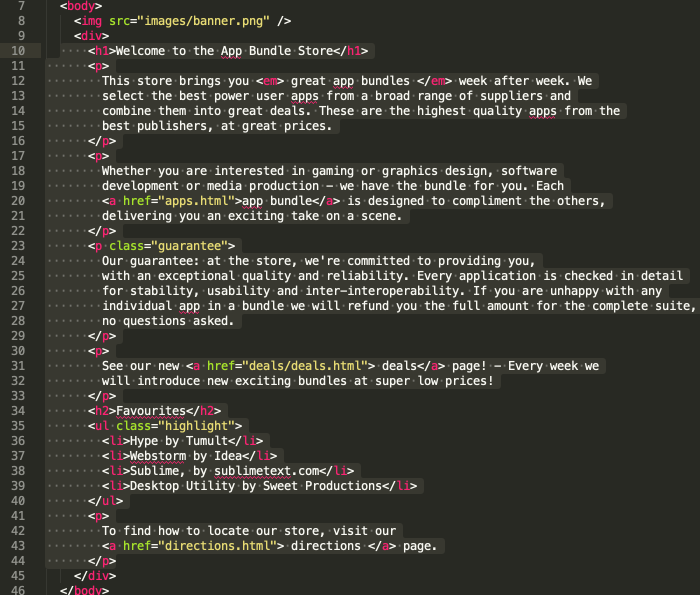 7 <body>
8 <img src="images/banner.png" />
9 <div>
10 <h1>Welcome to the App Bundle Store</h1>
11 <p>
12 This store brings you <em> great app bundles </em> week after week. We
13 select the best power user apps from a broad range of suppliers and
14 combine them into great deals. These are the highest quality apps from the
15 best publishers, at great prices.
16 </p>
17 <p>
18 Whether you are interested in gaming or graphics design, software
19 development or media production – we have the bundle for you. Each
20 <a href="apps.html">app bundle</a> is designed to compliment the others,
21 delivering you an exciting take on a scene.
22 </p>
23 <p class="guarantee">
24 Our guarantee: at the store, we're committed to providing you,
25 with an exceptional quality and reliability. Every application is checked in detail
26 for stability, usability and inter-interoperability. If you are unhappy with any
27 individual app in a bundle we will refund you the full amount for the complete suite,
28 no questions asked.
29 </p>
30 <p>
31 See our new <a href="deals/deals.html"> deals</a> page! – Every week we
32 will introduce new exciting bundles at super low prices!
33 </p>
34 <h2>Favourites</h2>
35 <ul class="highlight">
36 <li>Hype by Tumult</li>
37 <li>Webstorm by Idea</li>
38 <li>Sublime, by sublimetext.com</li>
39 <li>Desktop Utility by Sweet Productions</li>
40 </ul>
41 <p>
42 To find how to locate our store, visit our
43 <a href="directions.html"> directions </a> page.
44 </p>
45 </div>
46 </body>